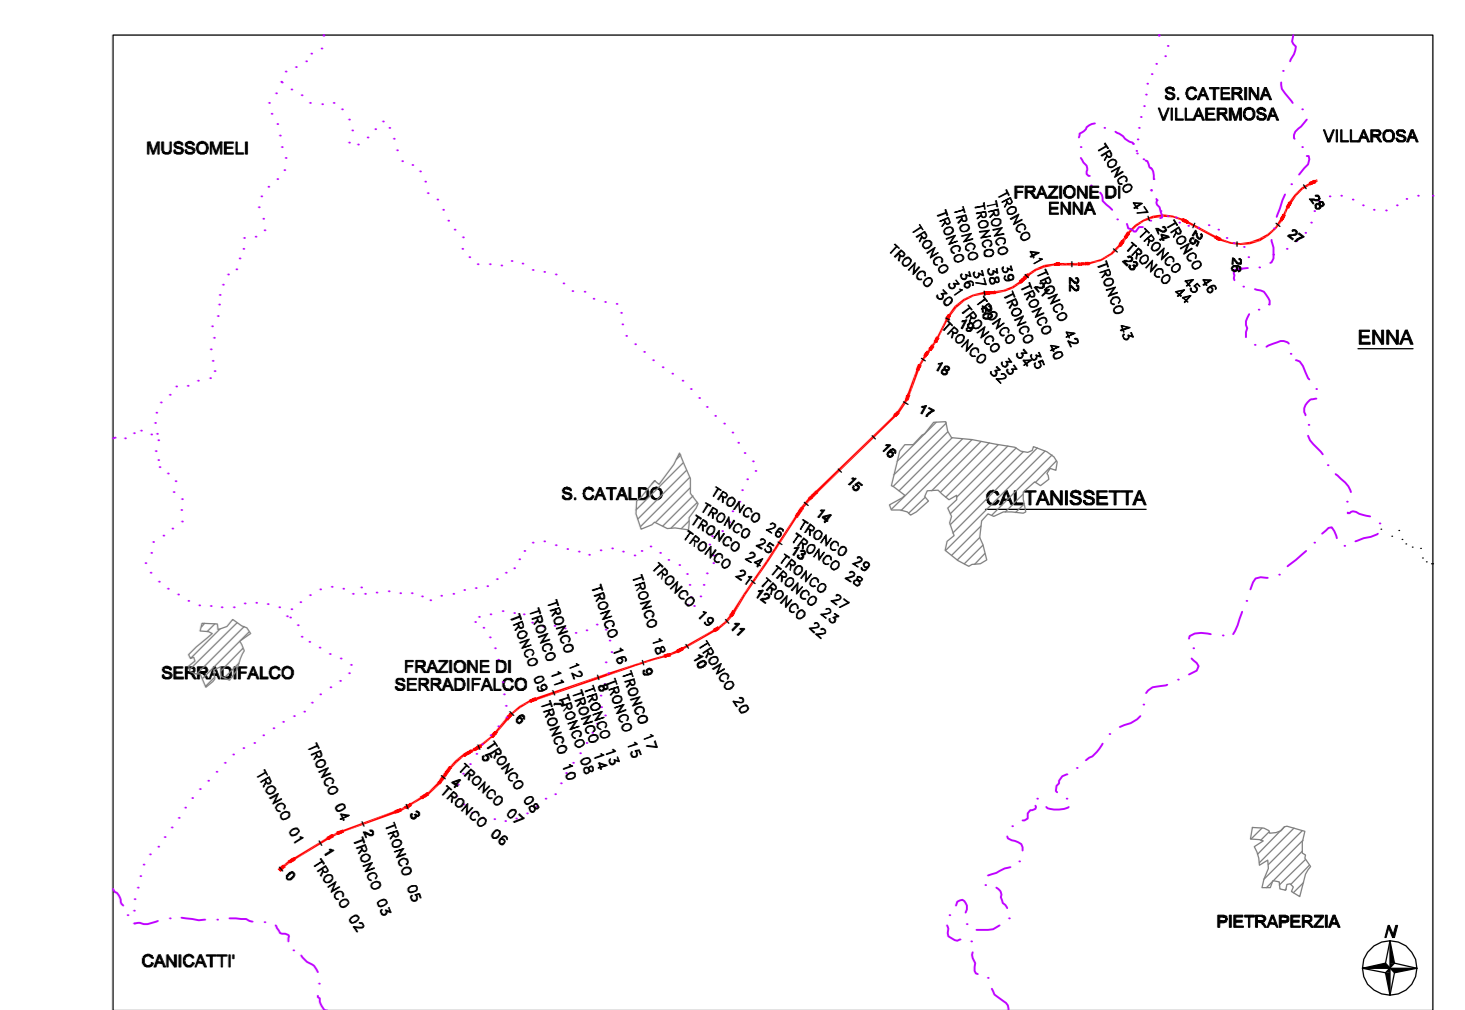 S. CATERINA
VILLAERMOSA
VILLAROSA
MUSSOMELI
FRAZIONE DI
ENNA
ENNA
S. CATALDO
CALTANISSETTA
SERRADIFALCO
FRAZIONE DI
SERRADIFALCO
PIETRAPERZIA
CANICATTI'
N
TRONCO 01
TRONCO 02
TRONCO 03
TRONCO 04
TRONCO 05
TRONCO 06
TRONCO 07
TRONCO 08
TRONCO 09
TRONCO 10
TRONCO 11
TRONCO 08
TRONCO 12
TRONCO 14
TRONCO 13
TRONCO 15
TRONCO 16
TRONCO 17
TRONCO 18
TRONCO 19
TRONCO 20
TRONCO 21
TRONCO 22
TRONCO 23
TRONCO 24
TRONCO 25
TRONCO 26
TRONCO 27
TRONCO 28
TRONCO 29
TRONCO 30
TRONCO 31
TRONCO 32
TRONCO 33
TRONCO 34
TRONCO 35
TRONCO 36
TRONCO 37
TRONCO 38
TRONCO 39
TRONCO 40
TRONCO 41
TRONCO 42
TRONCO 43
TRONCO 44
TRONCO 45
TRONCO 46
TRONCO 47
0
1
2
3
4
5
6
7
8
9
10
11
12
13
14
15
16
17
18
19
20
21
22
23
24
25
26
27
28